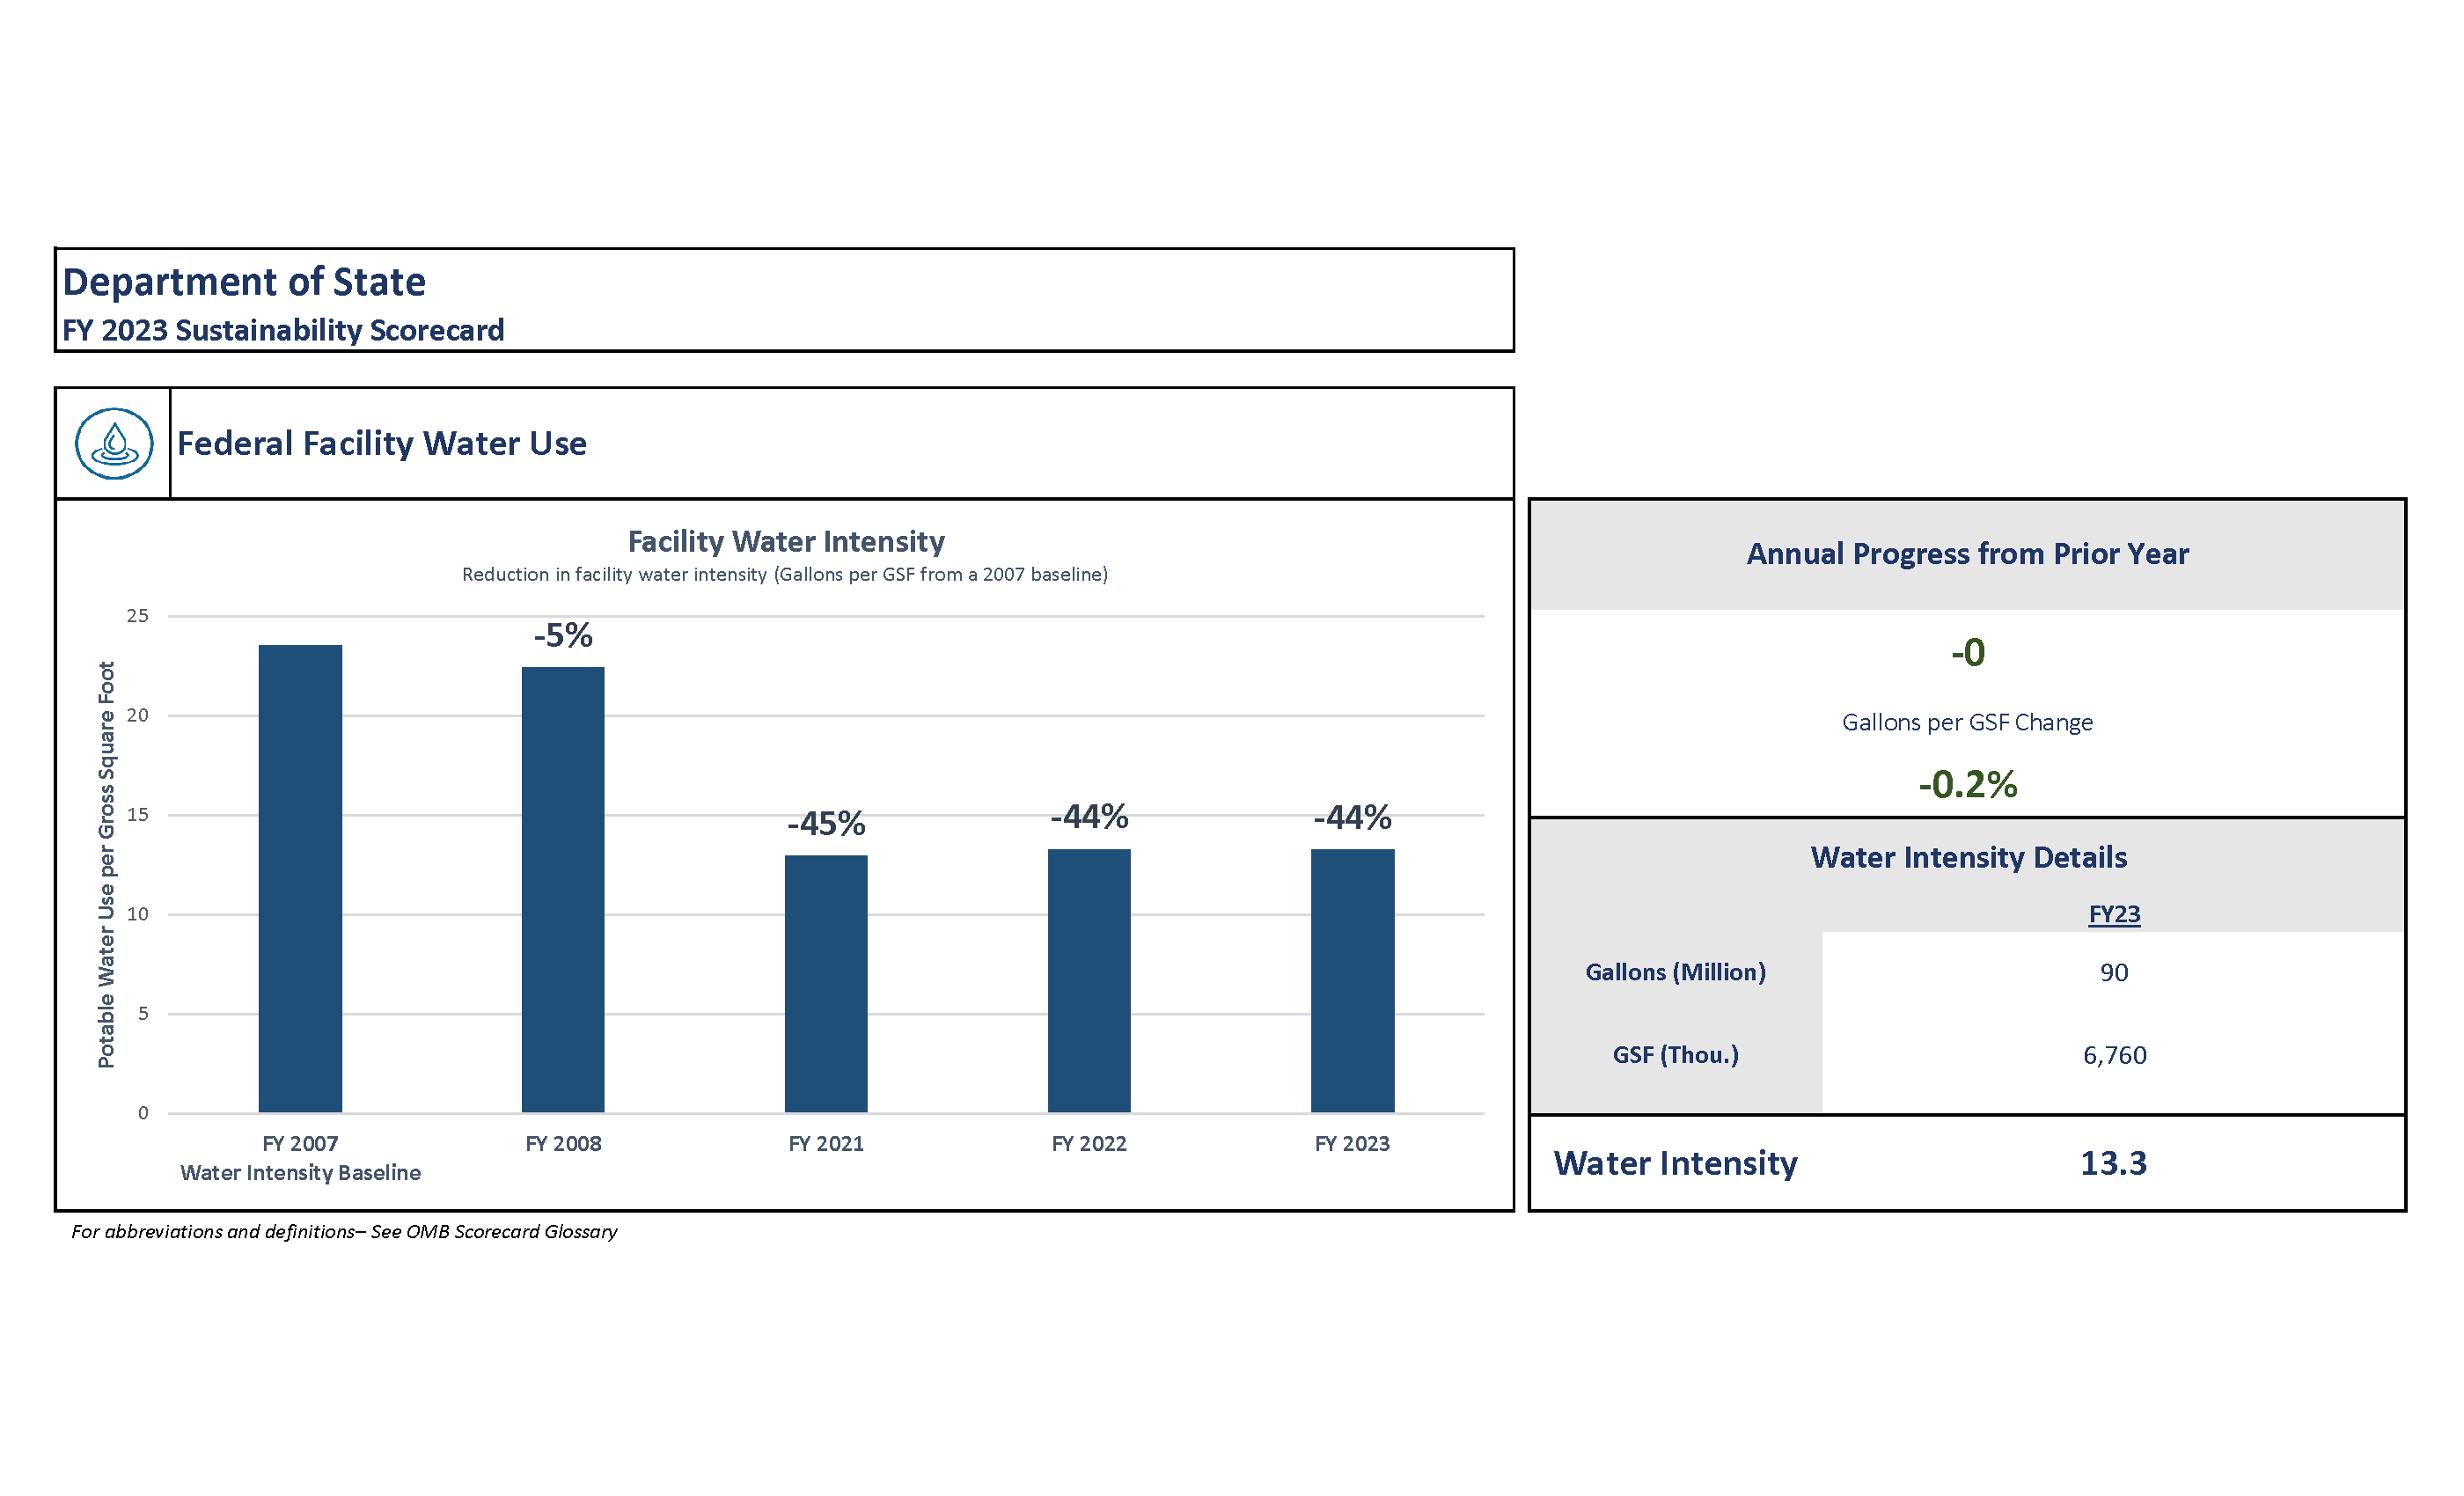 Department of State
FY 2023 Sustainability Scorecard
Federal Facility Water Use
Facility Water Intensity
Reduction in facility water intensity (Gallons per GSF from a 2007 baseline)
Potable Water Use per Gross Square Foot
25
20
15
10
5
0
-5%
-45%
-44%
-44%
FY 2007
Water Intensity Baseline
FY 2008
FY 2021
FY 2022
FY 2023
For abbreviations and definitions– See OMB Scorecard Glossary
Annual Progress from Prior Year
-0
Gallons per GSF Change
-0.2%
Water Intensity Details
FY23
Gallons (Million) 90
GSF (Thou.) 6,760
Water Intensity 13.3